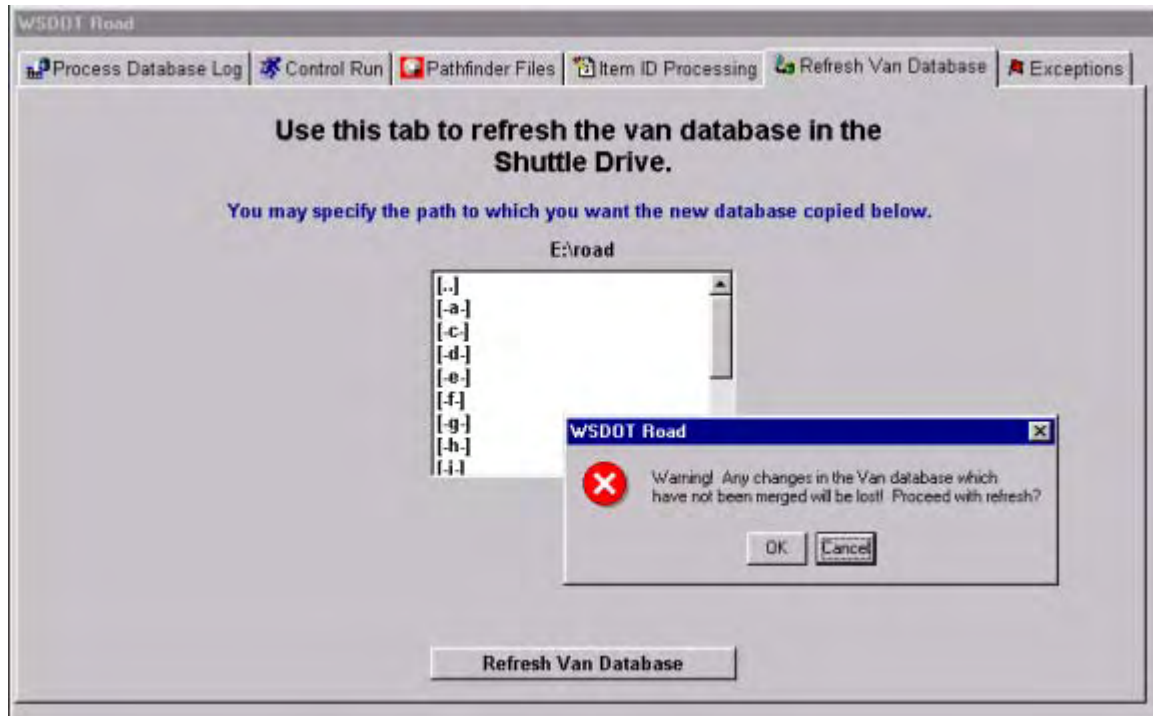 WSDOT Road
Process Database Log Control Run Pathfinder Files Item ID Processing Refresh Van Database Exceptions
Use this tab to refresh the van database in the
Shuttle Drive.
You may specify the path to which you want the new database copied below.
E:\road
[..]
[-a-]
[-c-]
[-d-]
[-e-]
[-f-]
[-g-]
[-h-]
[-i-]
WSDOT Road
Warning! Any changes in the Van database which
have not been merged will be lost! Proceed with refresh?
OK Cancel
Refresh Van Database